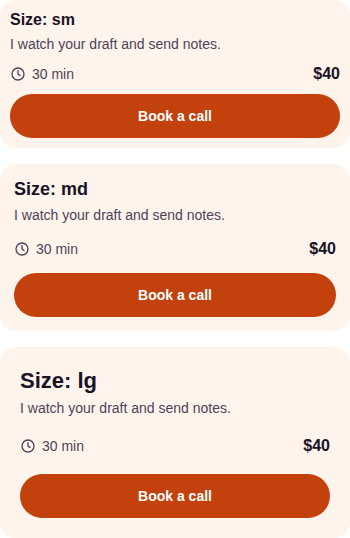 Size: sm
I watch your draft and send notes.
30 min $40
Book a call
Size: md
I watch your draft and send notes.
30 min $40
Book a call
Size: lg
I watch your draft and send notes.
30 min $40
Book a call